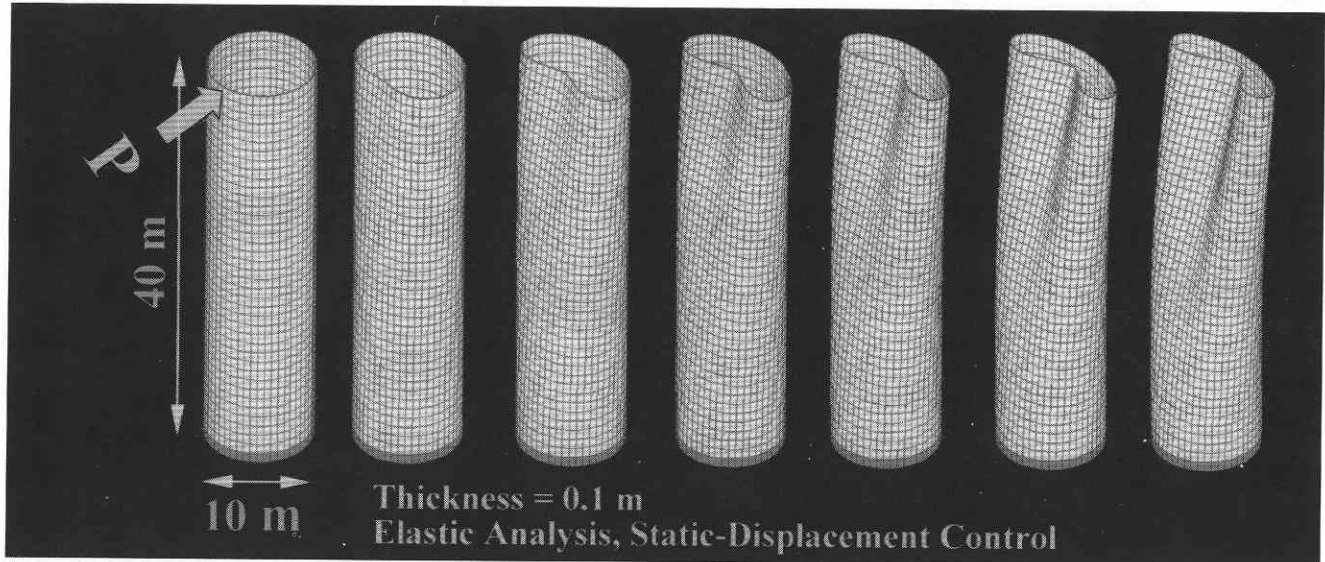 P
40 m
10 m
Thickness = 0.1 m
Elastic Analysis, Static-Displacement Control